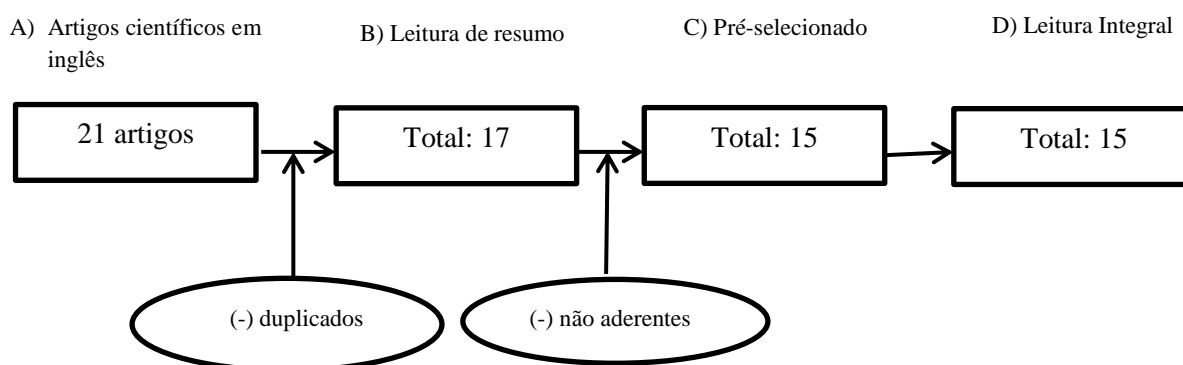 A) Artigos científicos em
inglês
B) Leitura de resumo
C) Pré-selecionado
D) Leitura Integral
21 artigos
Total: 17
Total: 15
Total: 15
(-) duplicados
(-) não aderentes